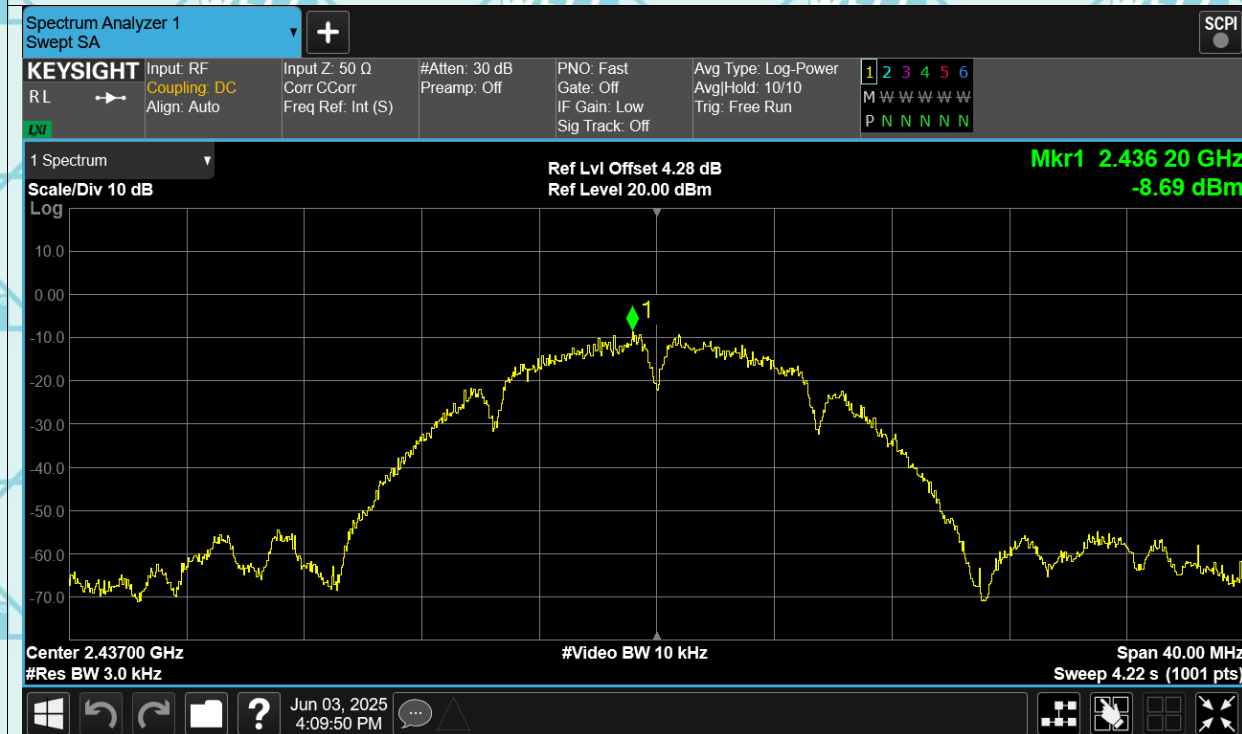 Spectrum Analyzer 1
Swept SA
+
SCPI
KEYSIGHT
RL
LXI
Input: RF
Coupling: DC
Align: Auto
Input Z: 50 Ω
Corr CCorr
Freq Ref: Int (S)
#Atten: 30 dB
Preamp: Off
PNO: Fast
Gate: Off
IF Gain: Low
Sig Track: Off
Avg Type: Log-Power
Avg|Hold: 10/10
Trig: Free Run
1 2 3 4 5 6
M W W W W W
P N N N N N
1 Spectrum
Scale/Div 10 dB
Log
Ref Lvl Offset 4.28 dB
Ref Level 20.00 dBm
Mkr1 2.436 20 GHz
-8.69 dBm
1
10.0
0.00
-10.0
-20.0
-30.0
-40.0
-50.0
-60.0
-70.0
Center 2.43700 GHz
#Res BW 3.0 kHz
#Video BW 10 kHz
Span 40.00 MHz
Sweep 4.22 s (1001 pts)
?
Jun 03, 2025
4:09:50 PM